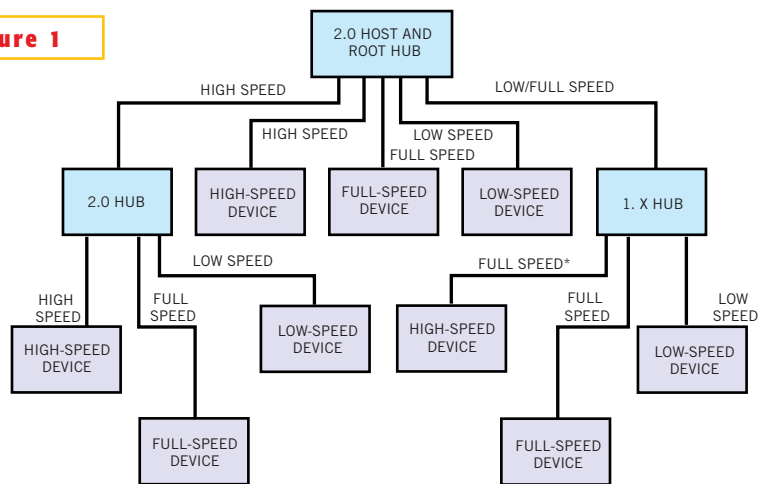 ure 1
2.0 HOST AND
ROOT HUB
HIGH SPEED
LOW/FULL SPEED
HIGH SPEED
LOW SPEED
FULL SPEED
2.0 HUB
HIGH-SPEED
DEVICE
FULL-SPEED
DEVICE
LOW-SPEED
DEVICE
1. X HUB
LOW SPEED
FULL SPEED*
HIGH
SPEED
FULL
SPEED
FULL
SPEED
LOW
SPEED
HIGH-SPEED
DEVICE
LOW-SPEED
DEVICE
HIGH-SPEED
DEVICE
LOW-SPEED
DEVICE
FULL-SPEED
DEVICE
FULL-SPEED
DEVICE